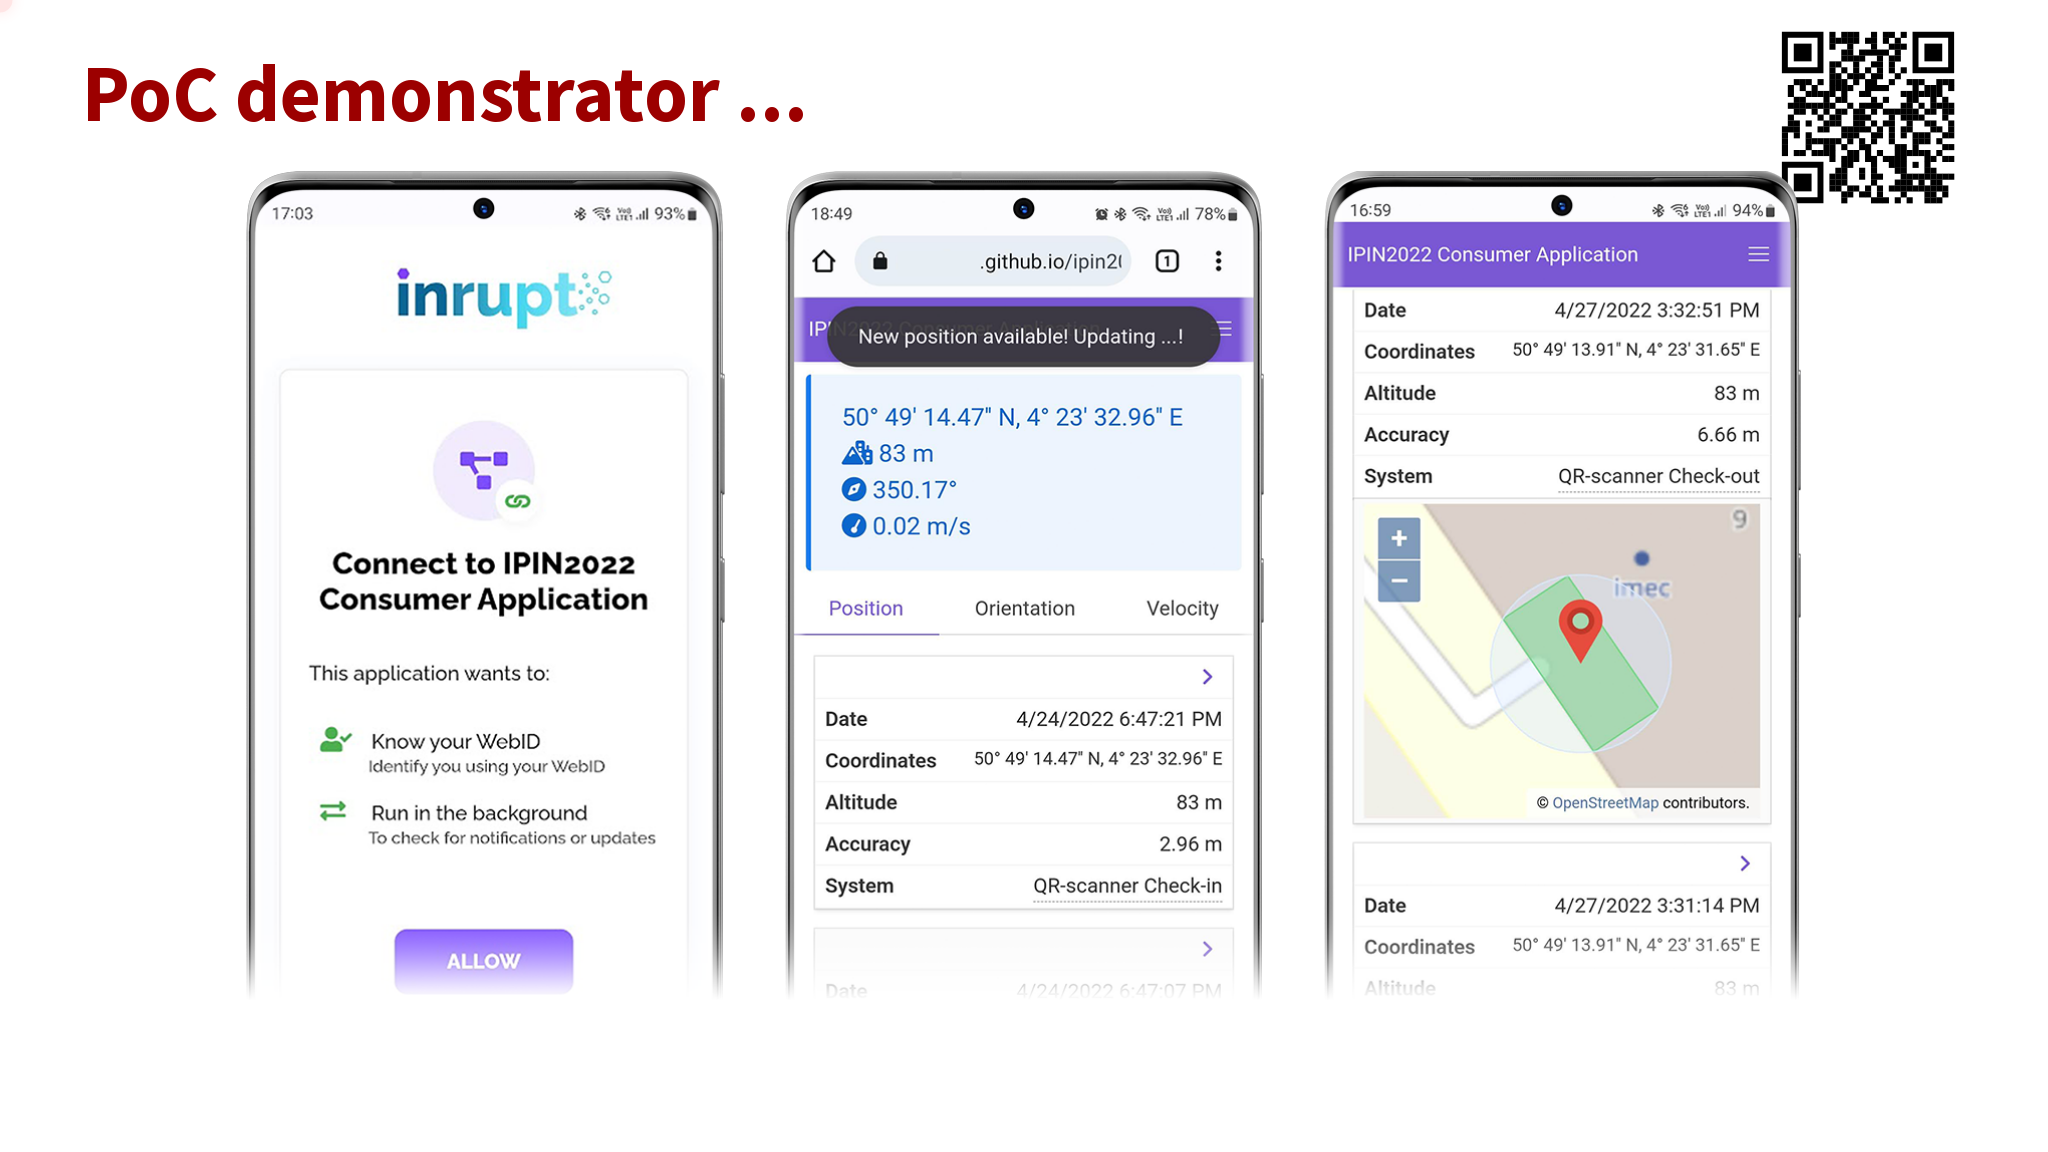 PoC demonstrator ...
17:03
93%
inrupt
Connect to IPIN2022
Consumer Application
This application wants to:
Know your WebID
Identify you using your WebID
Run in the background
To check for notifications or updates
ALLOW
18:49
78%
.github.io/ipin20
1
New position available! Updating ...!
50° 49' 14.47" N, 4° 23' 32.96" E
83 m
350.17°
0.02 m/s
Position Orientation Velocity
Date 4/24/2022 6:47:21 PM
Coordinates 50° 49' 14.47" N, 4° 23' 32.96" E
Altitude 83 m
Accuracy 2.96 m
System QR-scanner Check-in
Date 4/24/2022 6:47:07 PM
16:59
94%
IPIN2022 Consumer Application
Date 4/27/2022 3:32:51 PM
Coordinates 50° 49' 13.91" N, 4° 23' 31.65" E
Altitude 83 m
Accuracy 6.66 m
System QR-scanner Check-out
+
−
9
imec
© OpenStreetMap contributors.
Date 4/27/2022 3:31:14 PM
Coordinates 50° 49' 13.91" N, 4° 23' 31.65" E
Altitude 83 m